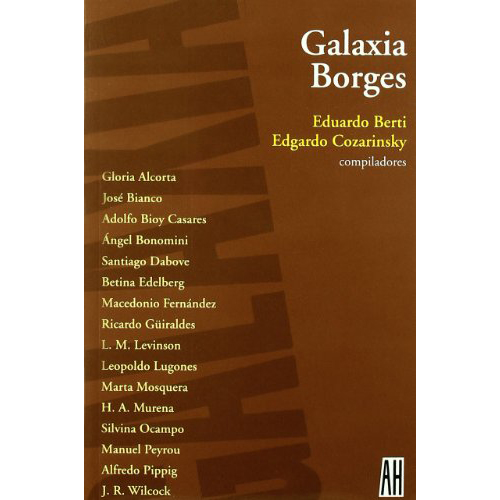 Galaxia
Borges
Eduardo Berti
Edgardo Cozarinsky
compiladores
Gloria Alcorta
José Bianco
Adolfo Bioy Casares
Ángel Bonomini
Santiago Dabove
Betina Edelberg
Macedonio Fernández
Ricardo Güiraldes
L. M. Levinson
Leopoldo Lugones
Marta Mosquera
H. A. Murena
Silvina Ocampo
Manuel Peyrou
Alfredo Pippig
J. R. Wilcock
AH